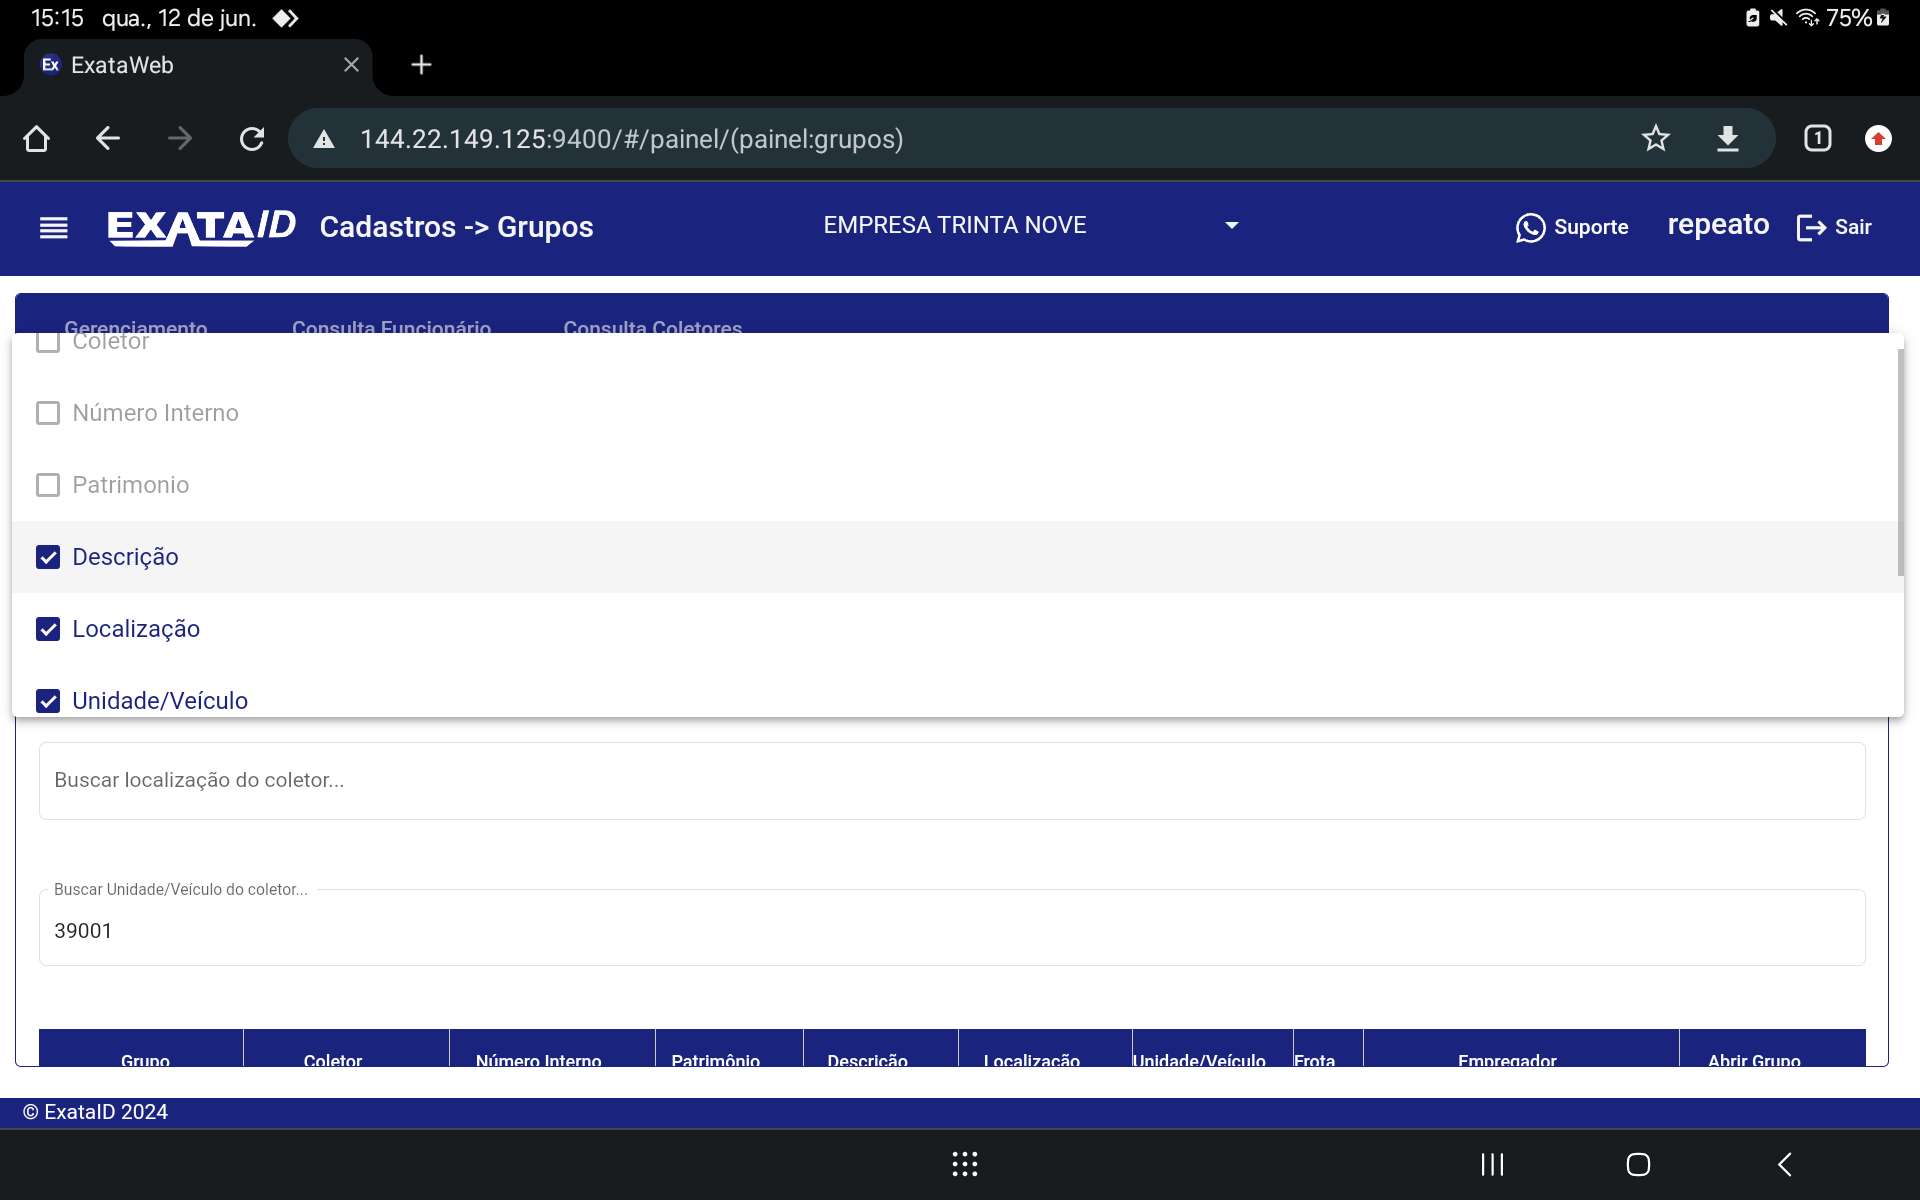 15:15 qua., 12 de jun. 75%
Ex ExataWeb
144.22.149.125:9400/#/painel/(painel:grupos) 1
EXATAID Cadastros -> Grupos EMPRESA TRINTA NOVE Suporte repeato Sair
Gerenciamento Consulta Funcionário Consulta Coletores
Coletor
Número Interno
Patrimonio
Descrição
Localização
Unidade/Veículo
Buscar localização do coletor...
Buscar Unidade/Veículo do coletor...
39001
Grupo Coletor Número Interno Patrimônio Descrição Localização Unidade/Veículo Frota Empregador Abrir Grupo
© ExataID 2024